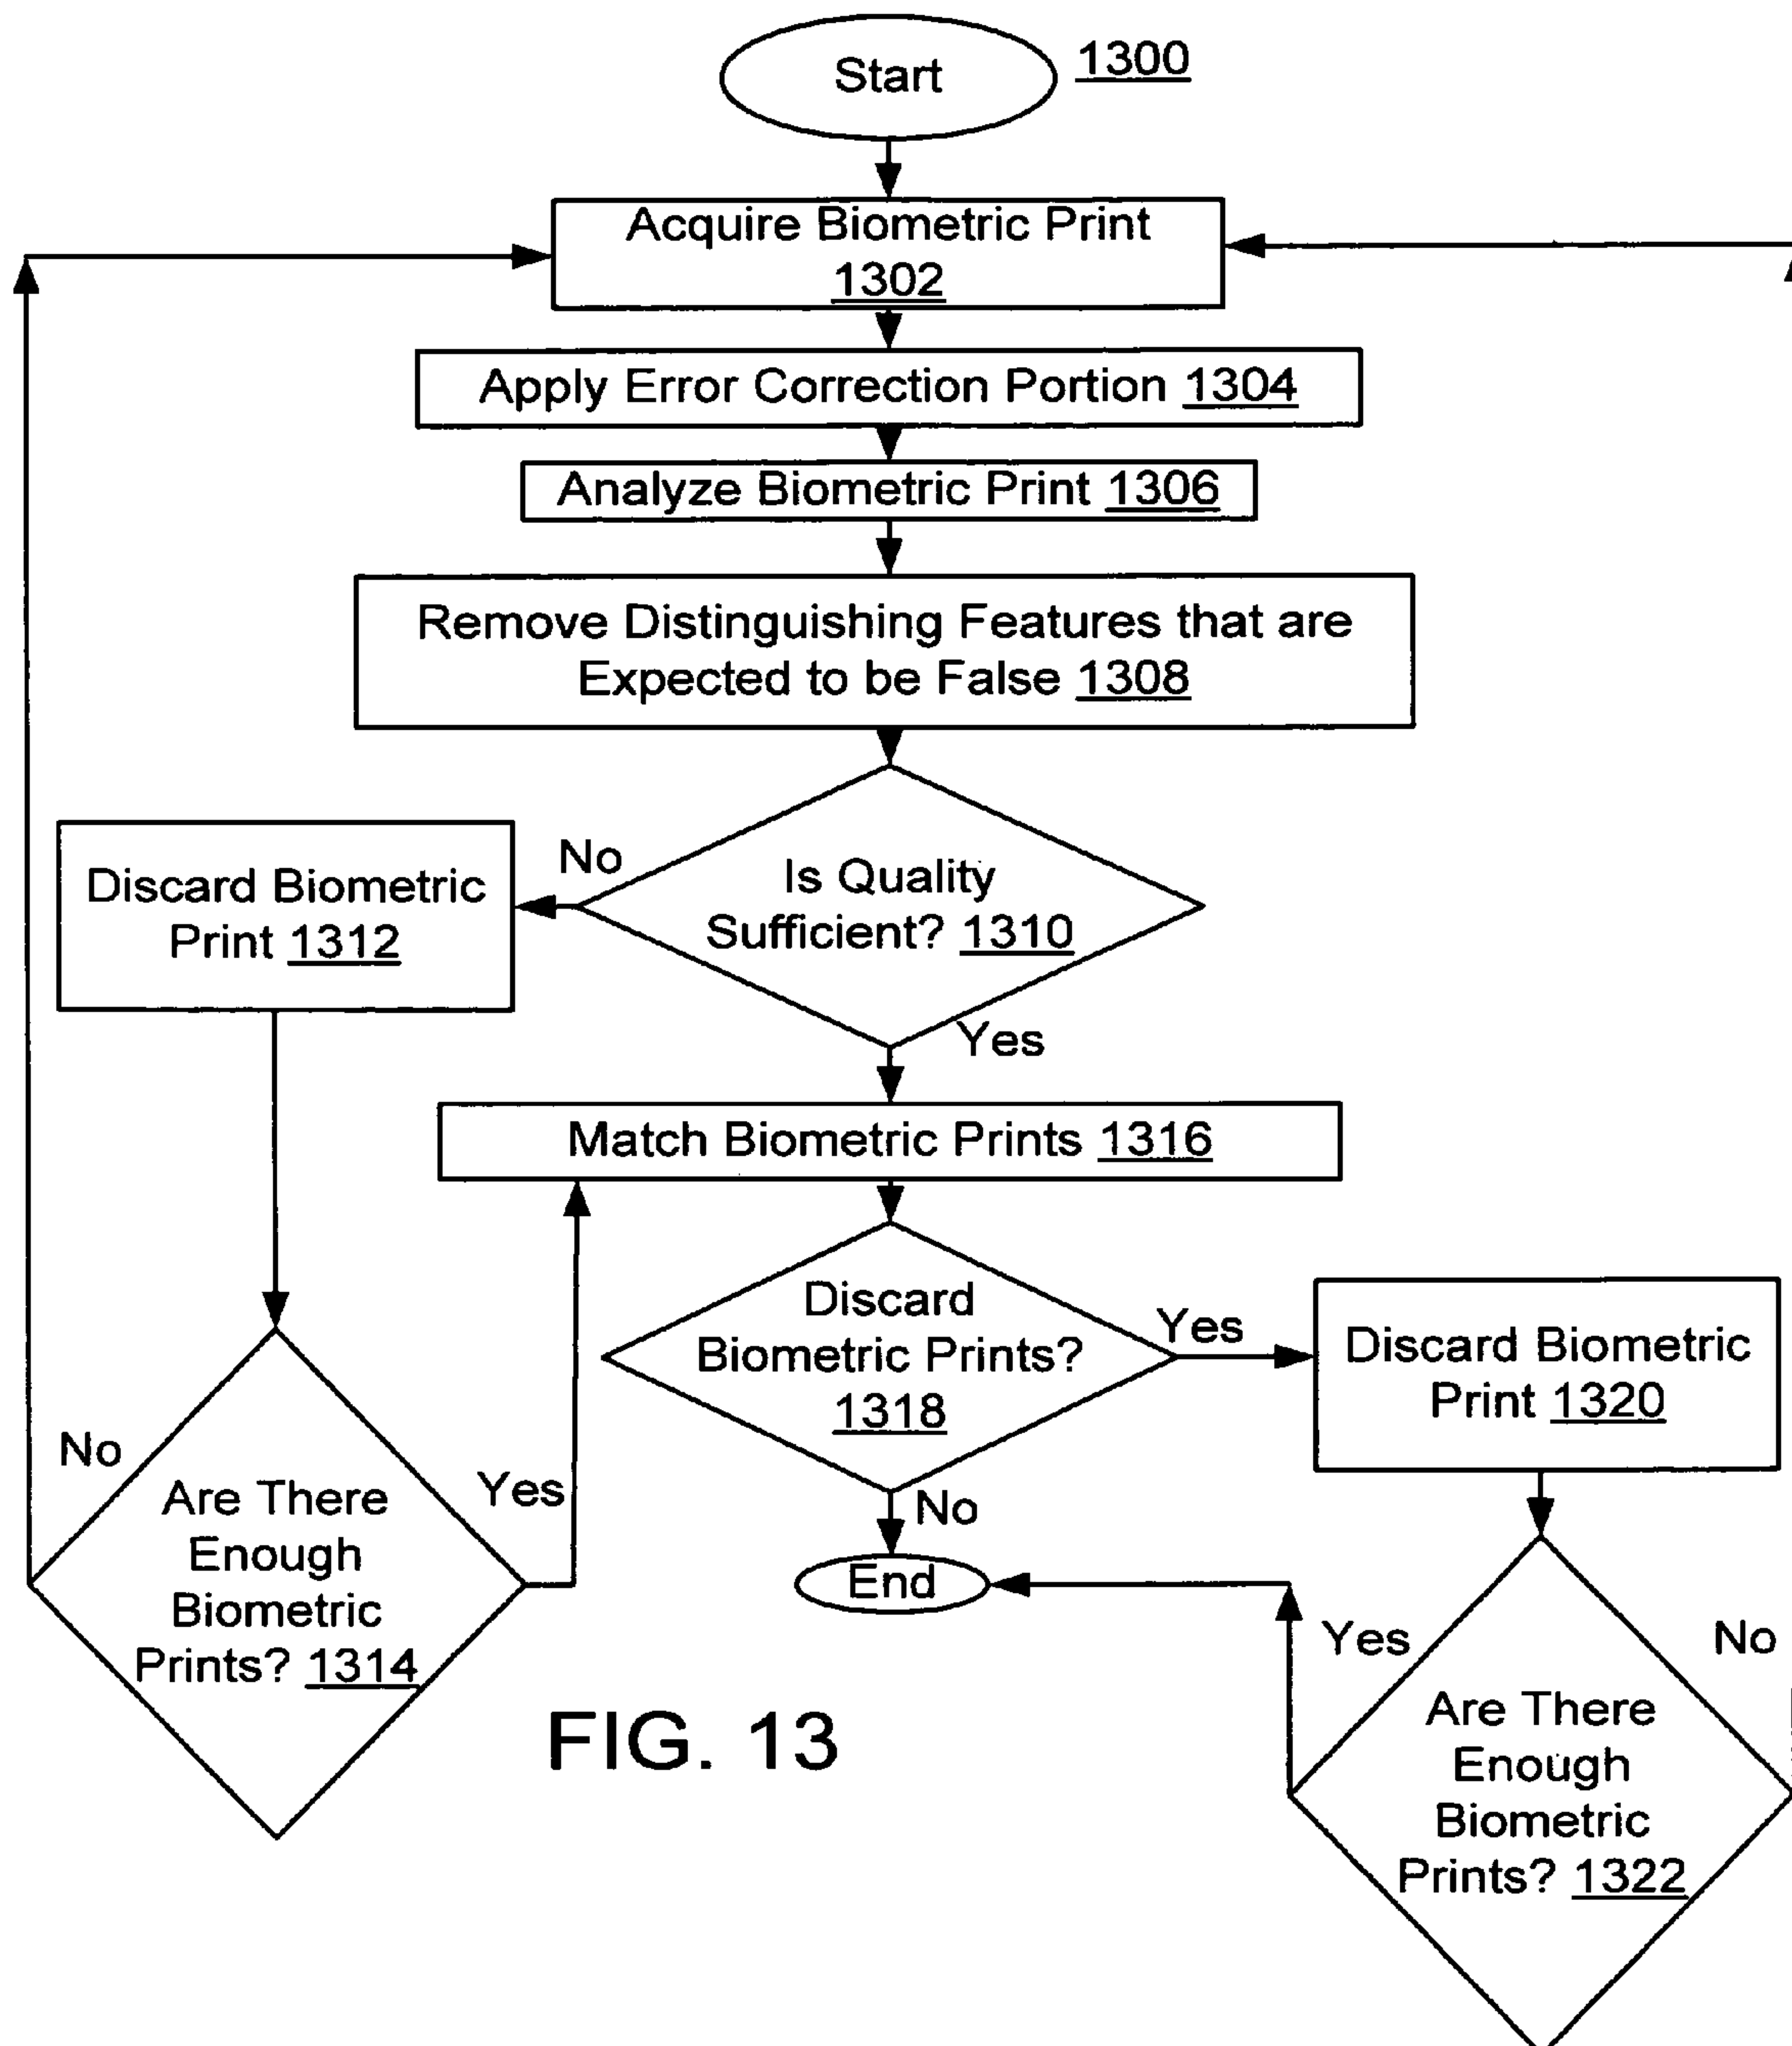 Start
1300
Acquire Biometric Print
1302
Apply Error Correction Portion 1304
Analyze Biometric Print 1306
Remove Distinguishing Features that are
Expected to be False 1308
No
Is Quality
Sufficient? 1310
Discard Biometric
Print 1312
Yes
Match Biometric Prints 1316
Discard
Biometric Prints?
1318
Yes
Discard Biometric
Print 1320
No
Are There
Enough
Biometric
Prints? 1314
Yes
No
End
Yes
No
Are There
Enough
Biometric
Prints? 1322
FIG. 13